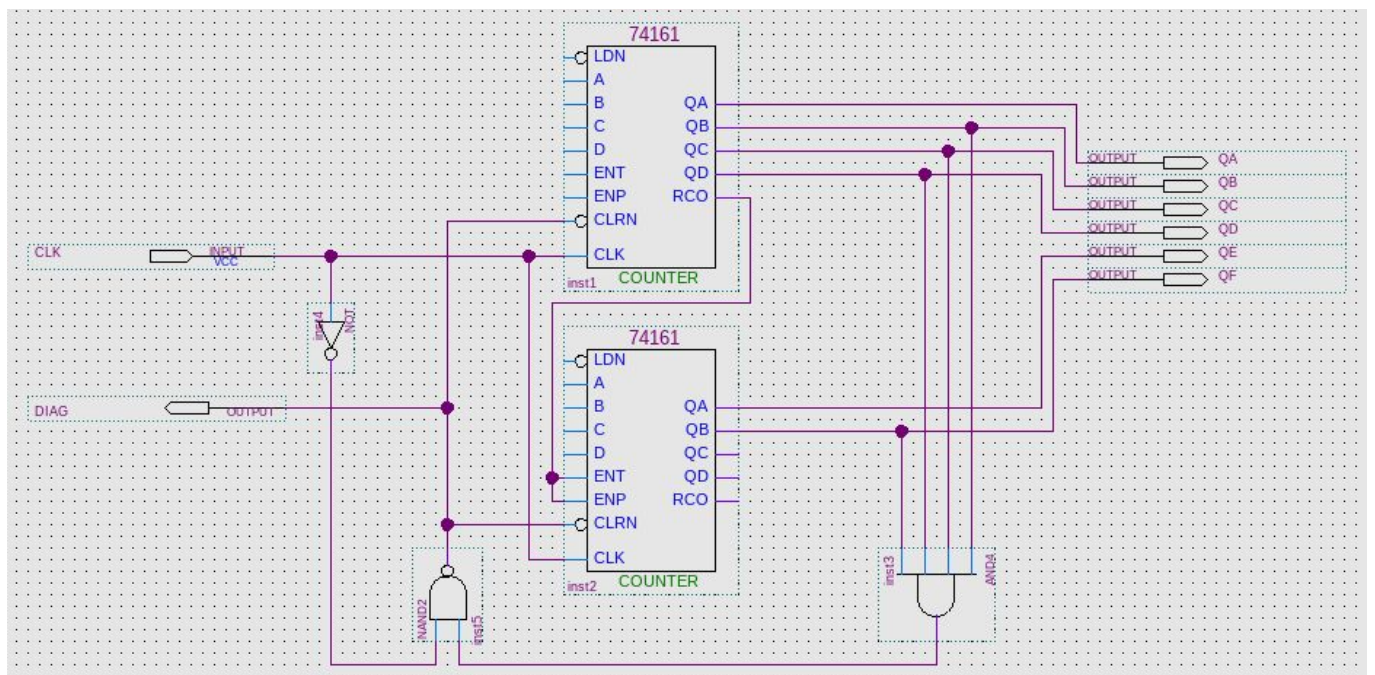 74161
LDN
A
B
C
D
ENT
ENP
CLRN
CLK
QA
QB
QC
QD
RCO
inst1
COUNTER
CLK
INPUT
VCC
inst4
NOT
DIAG
OUTPUT
74161
LDN
A
B
C
D
ENT
ENP
CLRN
CLK
QA
QB
QC
QD
RCO
inst2
COUNTER
OUTPUT QA
OUTPUT QB
OUTPUT QC
OUTPUT QD
OUTPUT QE
OUTPUT QF
NAND2
inst5
inst3
AND4